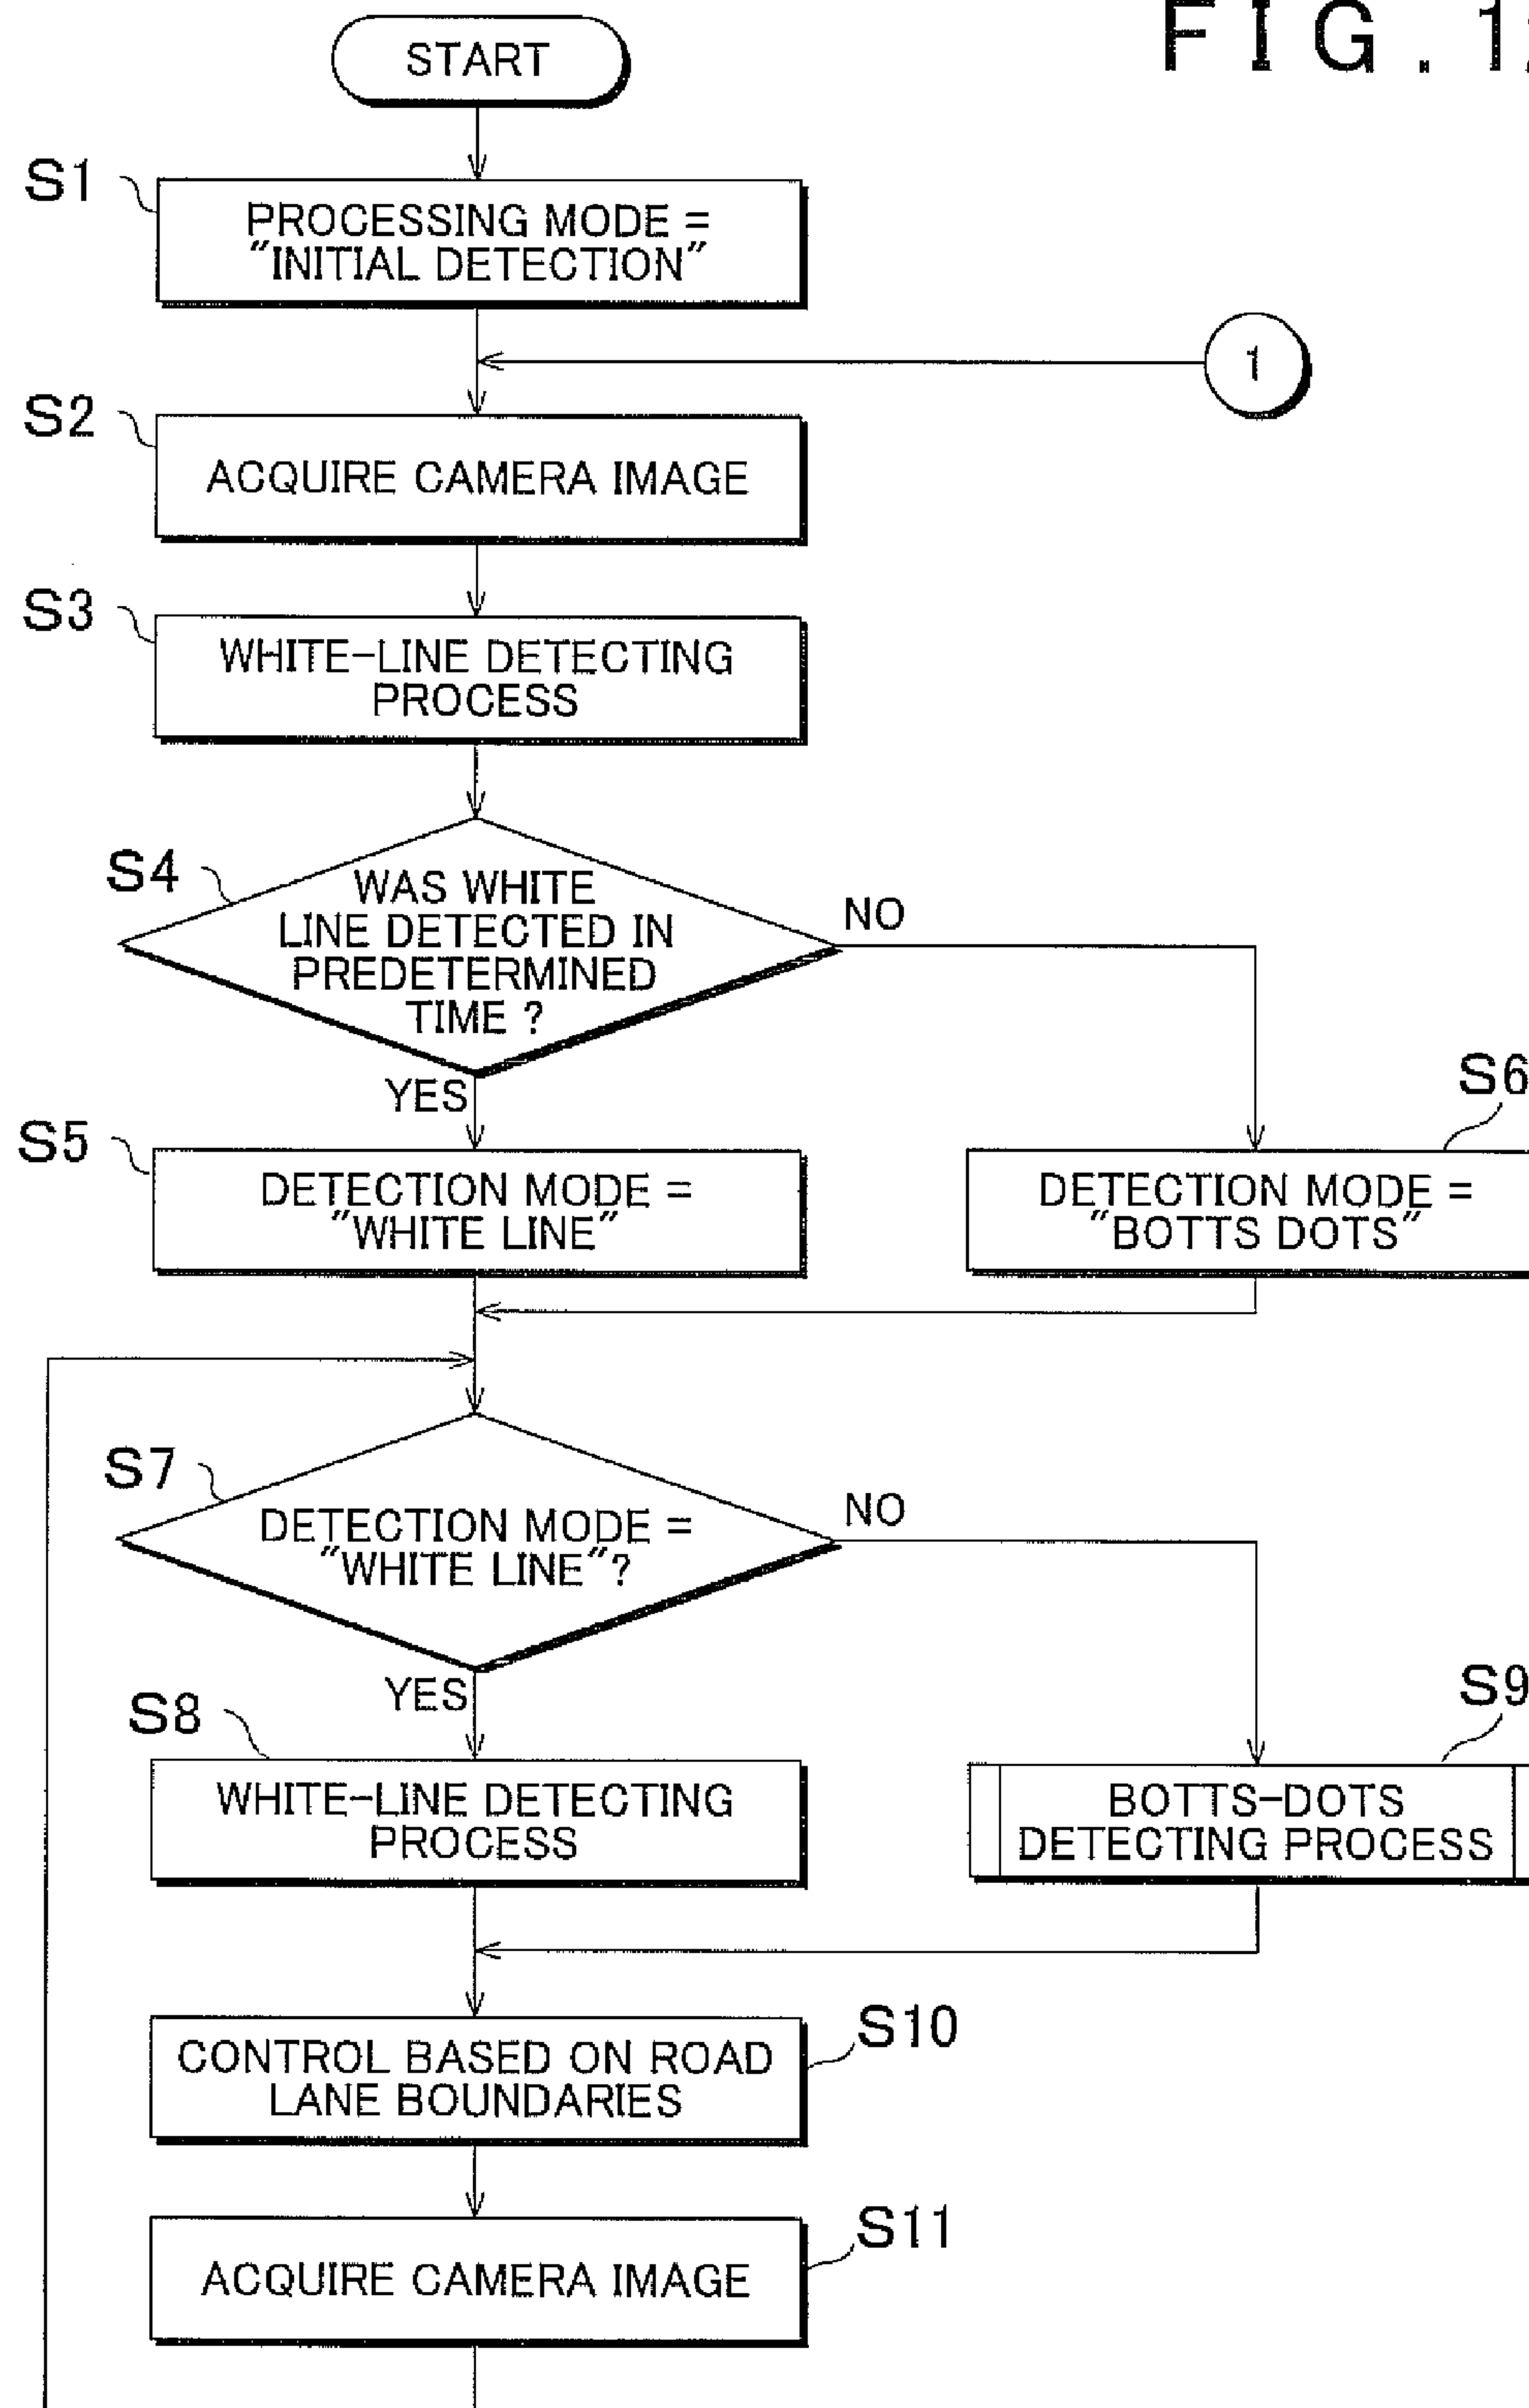 FIG.12
START
S1
PROCESSING MODE =
"INITIAL DETECTION"
1
S2
ACQUIRE CAMERA IMAGE
S3
WHITE-LINE DETECTING
PROCESS
S4
WAS WHITE
LINE DETECTED IN
PREDETERMINED
TIME ?
NO
YES
S5
DETECTION MODE =
"WHITE LINE"
S6
DETECTION MODE =
"BOTTS DOTS"
S7
DETECTION MODE =
"WHITE LINE"?
NO
YES
S8
WHITE-LINE DETECTING
PROCESS
S9
BOTTS-DOTS
DETECTING PROCESS
S10
CONTROL BASED ON ROAD
LANE BOUNDARIES
S11
ACQUIRE CAMERA IMAGE